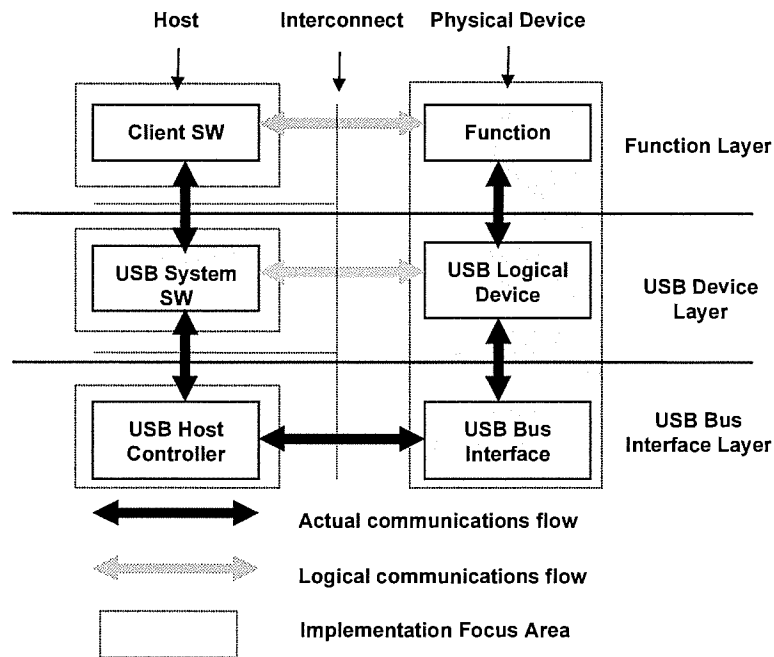 Host
Interconnect
Physical Device
Client SW
Function
Function Layer
USB System
SW
USB Logical
Device
USB Device
Layer
USB Host
Controller
USB Bus
Interface
USB Bus
Interface Layer
Actual communications flow
Logical communications flow
Implementation Focus Area